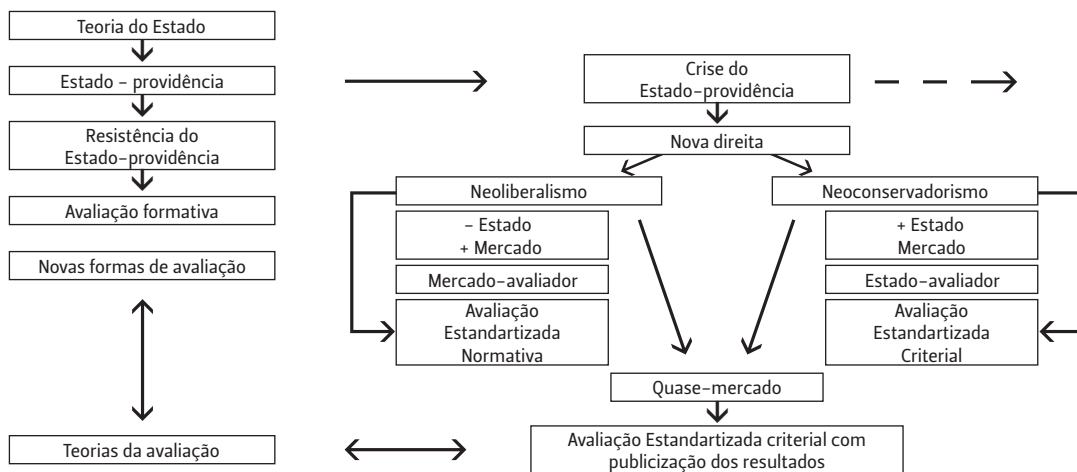 Teoria do Estado
Estado – providência
Resistência do
Estado–providência
Avaliação formativa
Novas formas de avaliação
Teorias da avaliação
Crise do
Estado–providência
Nova direita
Neoliberalismo
– Estado
+ Mercado
Mercado–avaliador
Avaliação
Estandartizada
Normativa
Neoconservadorismo
+ Estado
Mercado
Estado–avaliador
Avaliação
Estandartizada
Criterial
Quase–mercado
Avaliação Estandartizada criterial com
publicização dos resultados